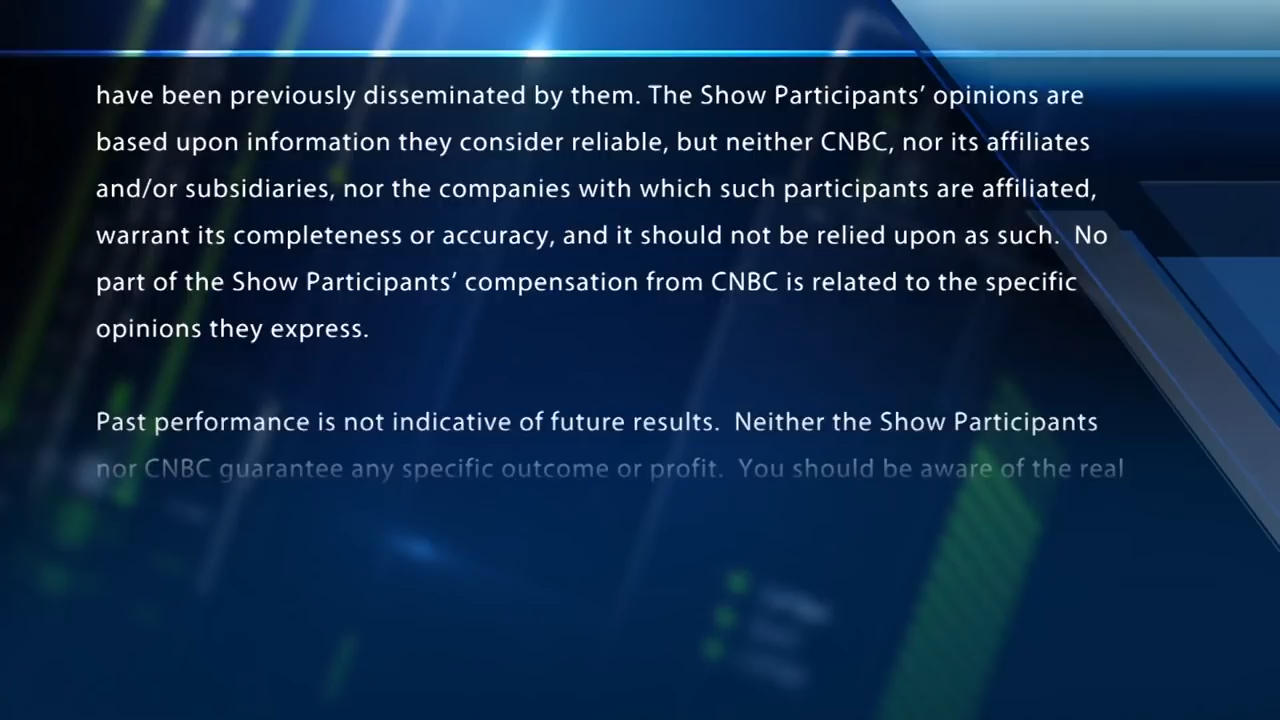 have been previously disseminated by them. The Show Participants’ opinions are
based upon information they consider reliable, but neither CNBC, nor its affiliates
and/or subsidiaries, nor the companies with which such participants are affiliated,
warrant its completeness or accuracy, and it should not be relied upon as such.  No
part of the Show Participants’ compensation from CNBC is related to the specific
opinions they express.
Past performance is not indicative of future results.  Neither the Show Participants
nor CNBC guarantee any specific outcome or profit.  You should be aware of the real